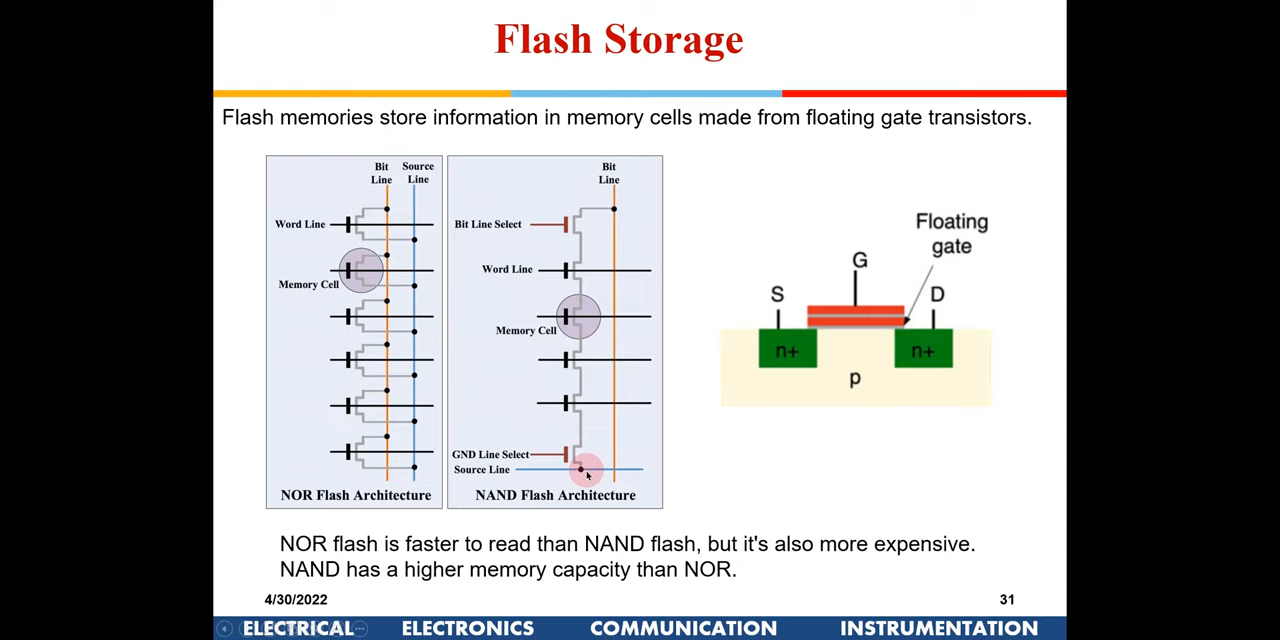 Flash Storage
Flash memories store information in memory cells made from floating gate transistors.
Bit
Line
Source
Line
Word Line
Memory Cell
NOR Flash Architecture
Bit
Line
Bit Line Select
Word Line
Memory Cell
GND Line Select
Source Line
NAND Flash Architecture
Floating
gate
G
S
D
n+
n+
p
NOR flash is faster to read than NAND flash, but it's also more expensive.
NAND has a higher memory capacity than NOR.
4/30/2022
31
ELECTRICAL ELECTRONICS COMMUNICATION INSTRUMENTATION